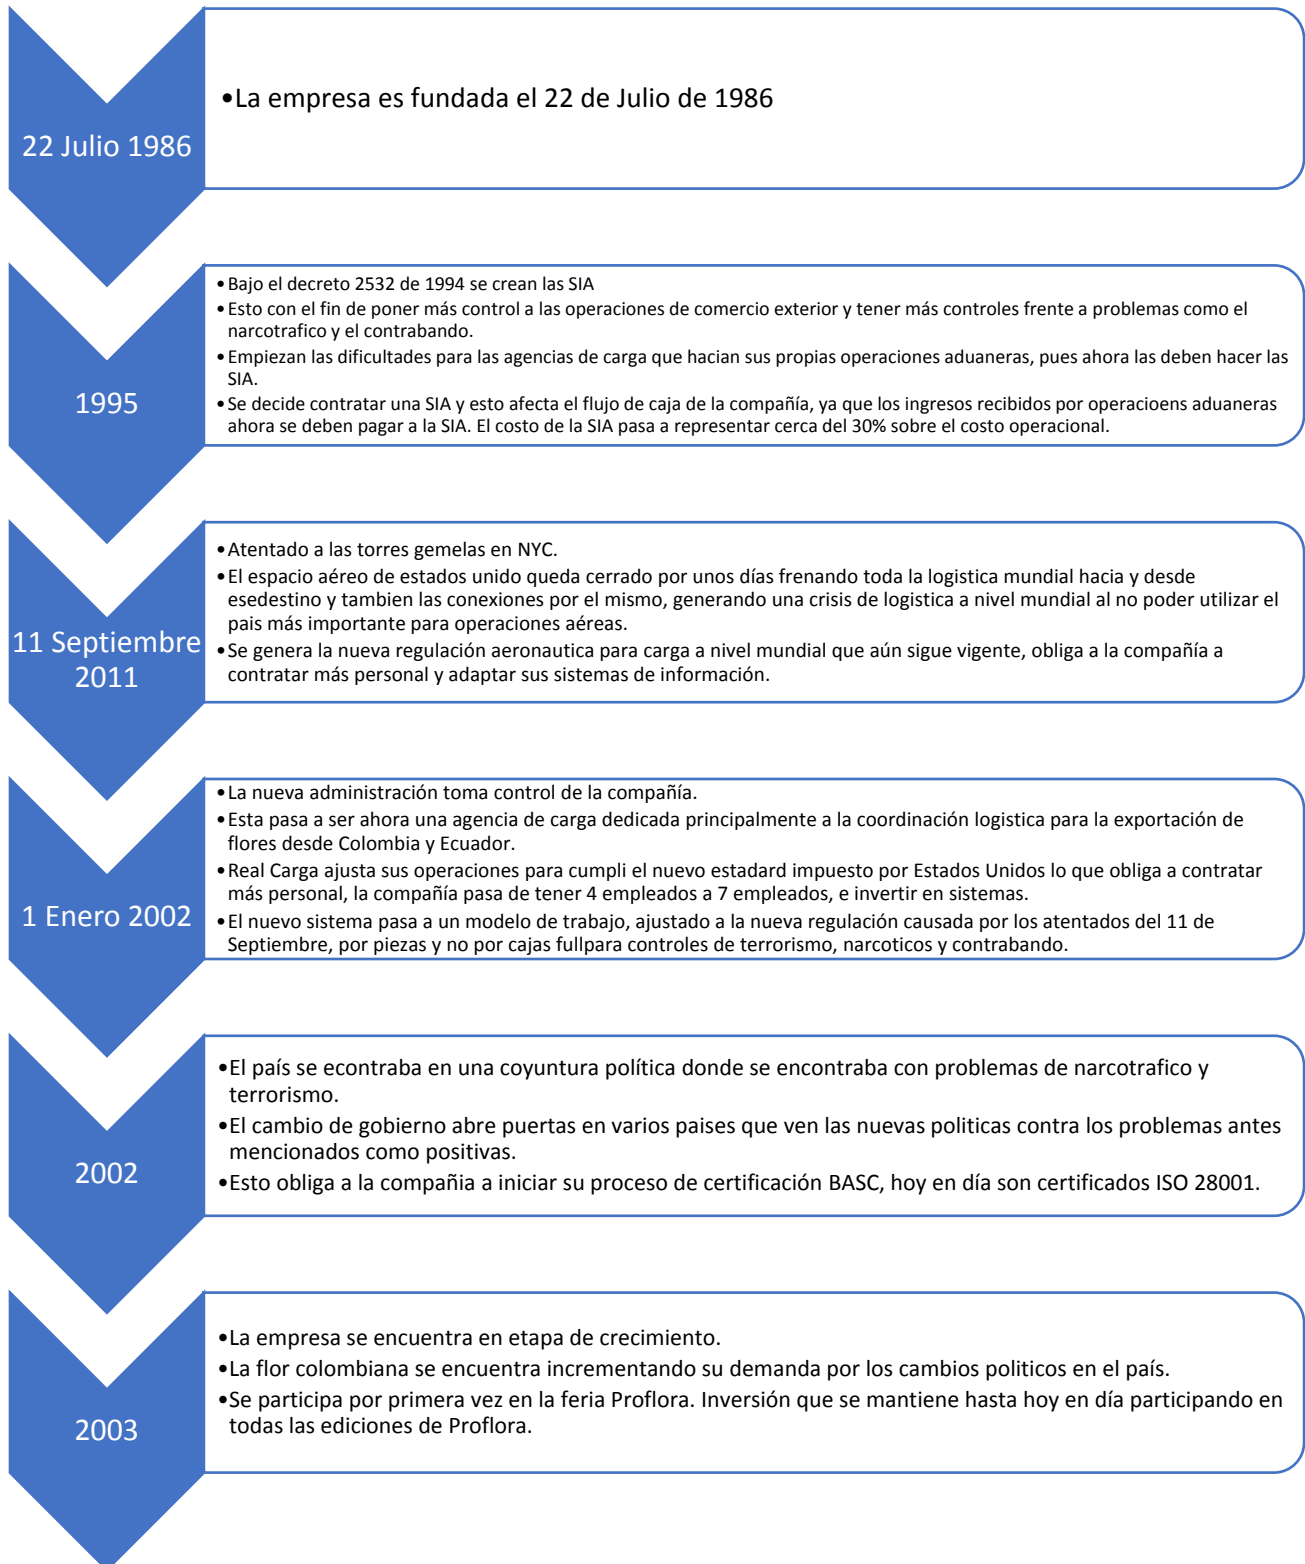 22 Julio 1986
•La empresa es fundada el 22 de Julio de 1986
1995
•Bajo el decreto 2532 de 1994 se crean las SIA
•Esto con el fin de poner más control a las operaciones de comercio exterior y tener más controles frente a problemas como el
narcotrafico y el contrabando.
•Empiezan las dificultades para las agencias de carga que hacian sus propias operaciones aduaneras, pues ahora las deben hacer las
SIA.
•Se decide contratar una SIA y esto afecta el flujo de caja de la compañía, ya que los ingresos recibidos por operacioens aduaneras
ahora se deben pagar a la SIA. El costo de la SIA pasa a representar cerca del 30% sobre el costo operacional.
11 Septiembre
2011
•Atentado a las torres gemelas en NYC.
•El espacio aéreo de estados unido queda cerrado por unos días frenando toda la logistica mundial hacia y desde
esedestino y tambien las conexiones por el mismo, generando una crisis de logistica a nivel mundial al no poder utilizar el
pais más importante para operaciones aéreas.
•Se genera la nueva regulación aeronautica para carga a nivel mundial que aún sigue vigente, obliga a la compañía a
contratar más personal y adaptar sus sistemas de información.
1 Enero 2002
•La nueva administración toma control de la compañía.
•Esta pasa a ser ahora una agencia de carga dedicada principalmente a la coordinación logistica para la exportación de
flores desde Colombia y Ecuador.
•Real Carga ajusta sus operaciones para cumpli el nuevo estadard impuesto por Estados Unidos lo que obliga a contratar
más personal, la compañía pasa de tener 4 empleados a 7 empleados, e invertir en sistemas.
•El nuevo sistema pasa a un modelo de trabajo, ajustado a la nueva regulación causada por los atentados del 11 de
Septiembre, por piezas y no por cajas fullpara controles de terrorismo, narcoticos y contrabando.
2002
•El país se econtraba en una coyuntura política donde se encontraba con problemas de narcotrafico y
terrorismo.
•El cambio de gobierno abre puertas en varios paises que ven las nuevas politicas contra los problemas antes
mencionados como positivas.
•Esto obliga a la compañia a iniciar su proceso de certificación BASC, hoy en día son certificados ISO 28001.
2003
•La empresa se encuentra en etapa de crecimiento.
•La flor colombiana se encuentra incrementando su demanda por los cambios politicos en el país.
•Se participa por primera vez en la feria Proflora. Inversión que se mantiene hasta hoy en día participando en
todas las ediciones de Proflora.